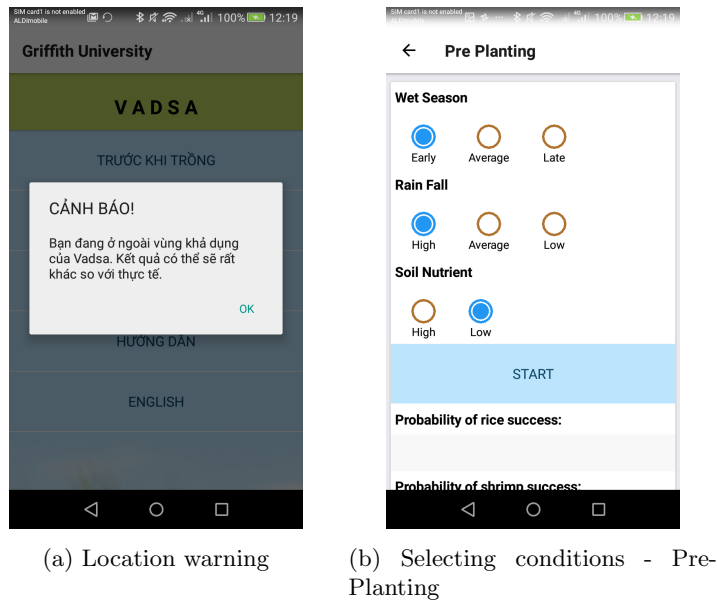 SIM card1 is not enabled
ALDImobile
4G 100% 12:19
Griffith University
VADSA
TRƯỚC KHI TRỒNG
CẢNH BÁO!
Bạn đang ở ngoài vùng khả dụng
của Vadsa. Kết quả có thể sẽ rất
khác so với thực tế.
OK
HƯỚNG DẪN
ENGLISH
(a) Location warning
SIM card1 is not enabled
ALDImobile
4G 100% 12:19
Pre Planting
Wet Season
Early Average Late
Rain Fall
High Average Low
Soil Nutrient
High Low
START
Probability of rice success:
Probability of shrimp success:
(b) Selecting conditions - Pre-
Planting